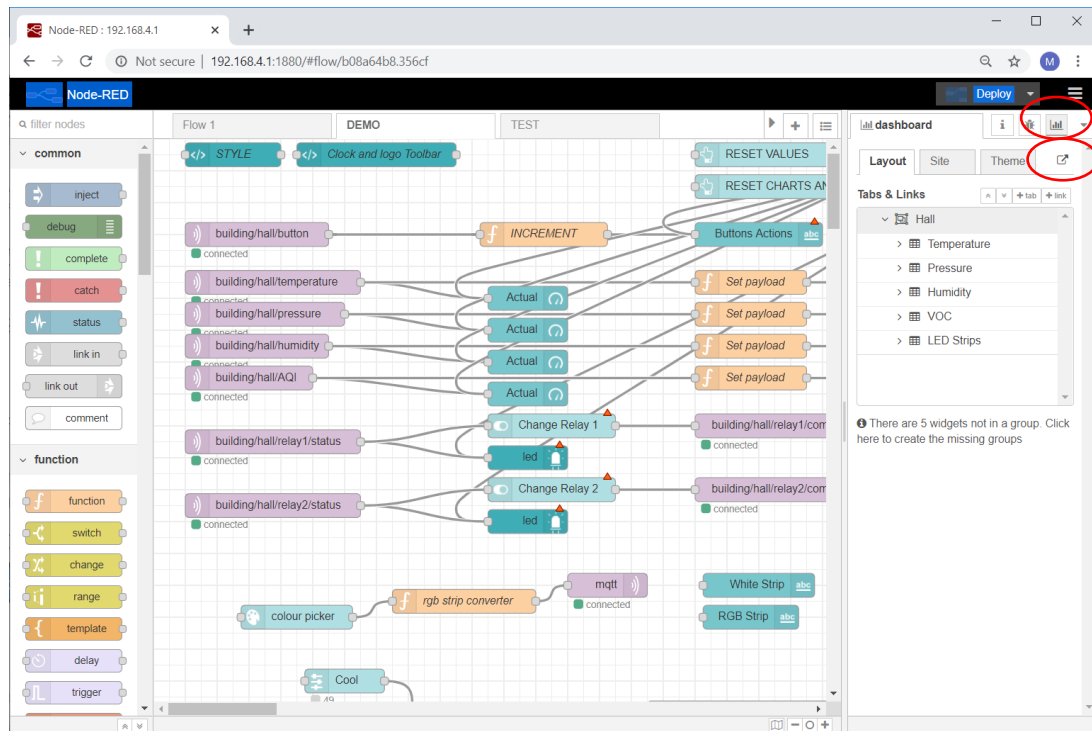 Node-RED : 192.168.4.1
Not secure | 192.168.4.1:1880/#flow/b08a64b8.356cf
M
Node-RED
Deploy
filter nodes
Flow 1
DEMO
TEST
dashboard
i
common
inject
debug
complete
catch
status
link in
link out
comment
function
function
switch
change
range
template
delay
trigger
STYLE
Clock and logo Toolbar
RESET VALUES
RESET CHARTS AN
building/hall/button
connected
INCREMENT
Buttons Actions
abc
building/hall/temperature
connected
Actual
Set payload
building/hall/pressure
connected
Actual
Set payload
building/hall/humidity
connected
Actual
Set payload
building/hall/AQI
connected
Actual
Set payload
building/hall/relay1/status
connected
Change Relay 1
led
building/hall/relay1/com
connected
building/hall/relay2/status
connected
Change Relay 2
led
building/hall/relay2/com
connected
colour picker
rgb strip converter
mqtt
connected
White Strip
abc
RGB Strip
abc
Cool
49
Layout
Site
Theme
Tabs & Links
+ tab
+ link
Hall
Temperature
Pressure
Humidity
VOC
LED Strips
There are 5 widgets not in a group. Click
here to create the missing groups